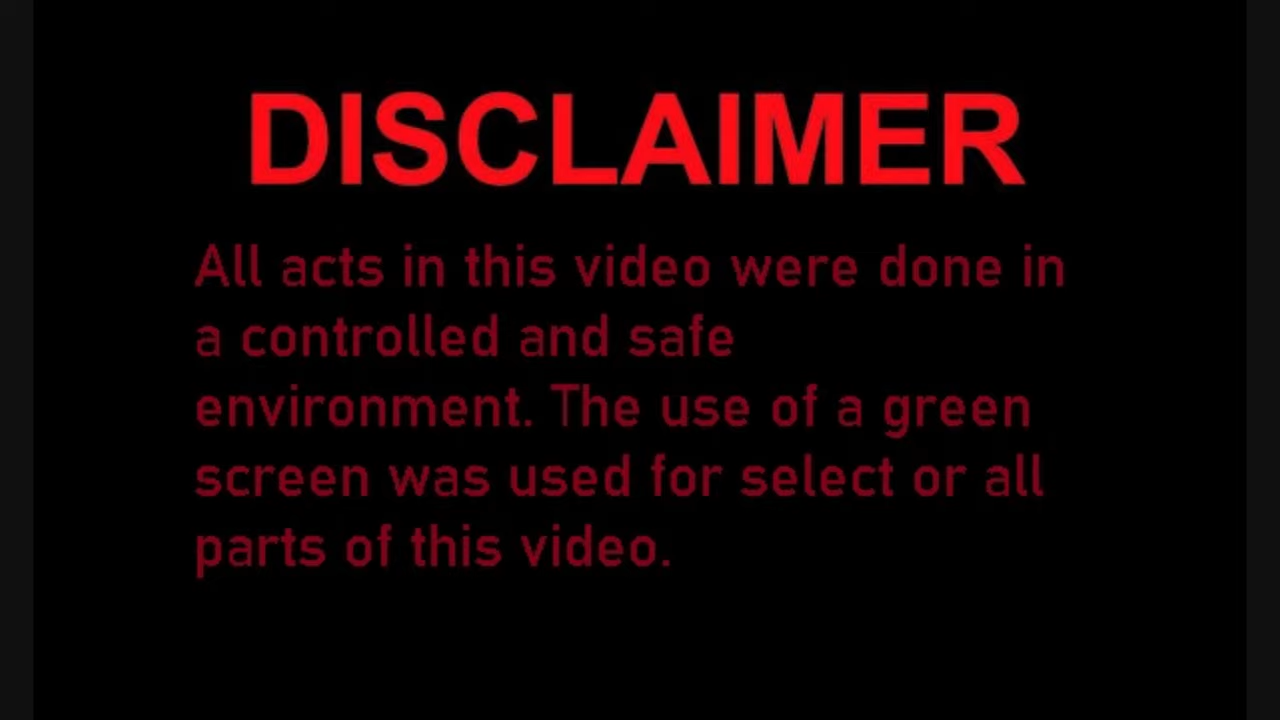 DISCLAIMER
All acts in this video were done in
a controlled and safe
environment. The use of a green
screen was used for select or all
parts of this video.